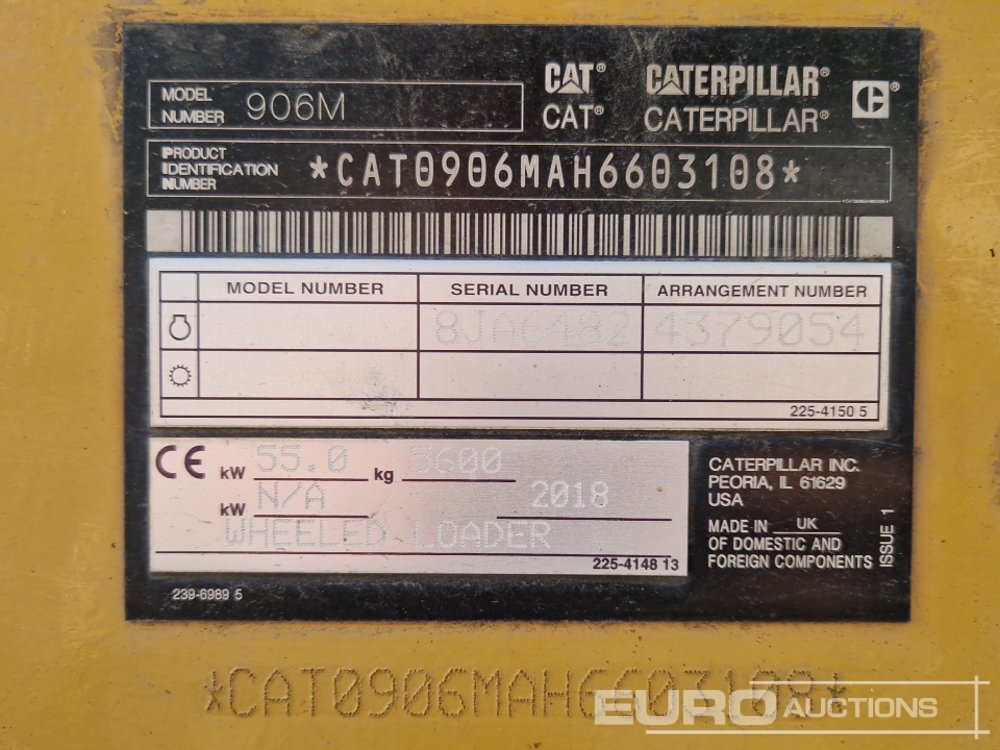 CAT® CATERPILLAR®
MODEL NUMBER 906M
CAT® CATERPILLAR®
PRODUCT IDENTIFICATION NUMBER *CAT0906MAH6603108*
MODEL NUMBER SERIAL NUMBER ARRANGEMENT NUMBER
8JA6482 4379054
225-4150 5
CE kW 55.0 kg 5600
kW N/A 2018
WHEELED LOADER
225-4148 13
CATERPILLAR INC.
PEORIA, IL 61629
USA
MADE IN UK
OF DOMESTIC AND
FOREIGN COMPONENTS
ISSUE 1
239-6989 5
*CAT0906MAH6603108*
EURO AUCTIONS